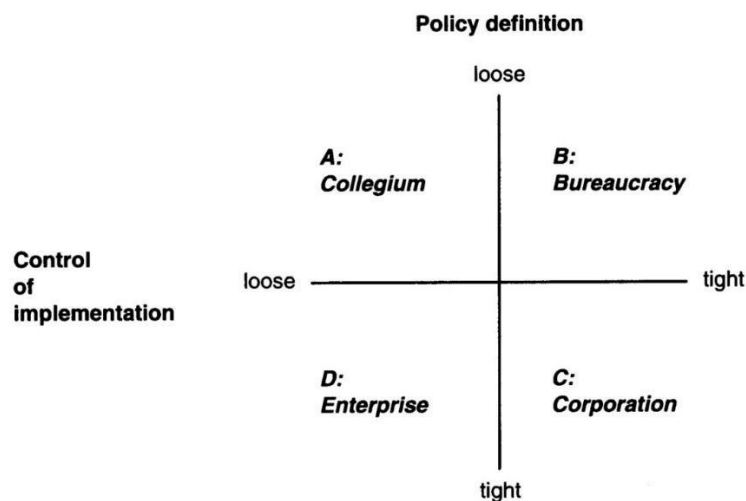 Policy definition
loose
A:
Collegium
B:
Bureaucracy
Control
of
implementation
loose
tight
D:
Enterprise
C:
Corporation
tight